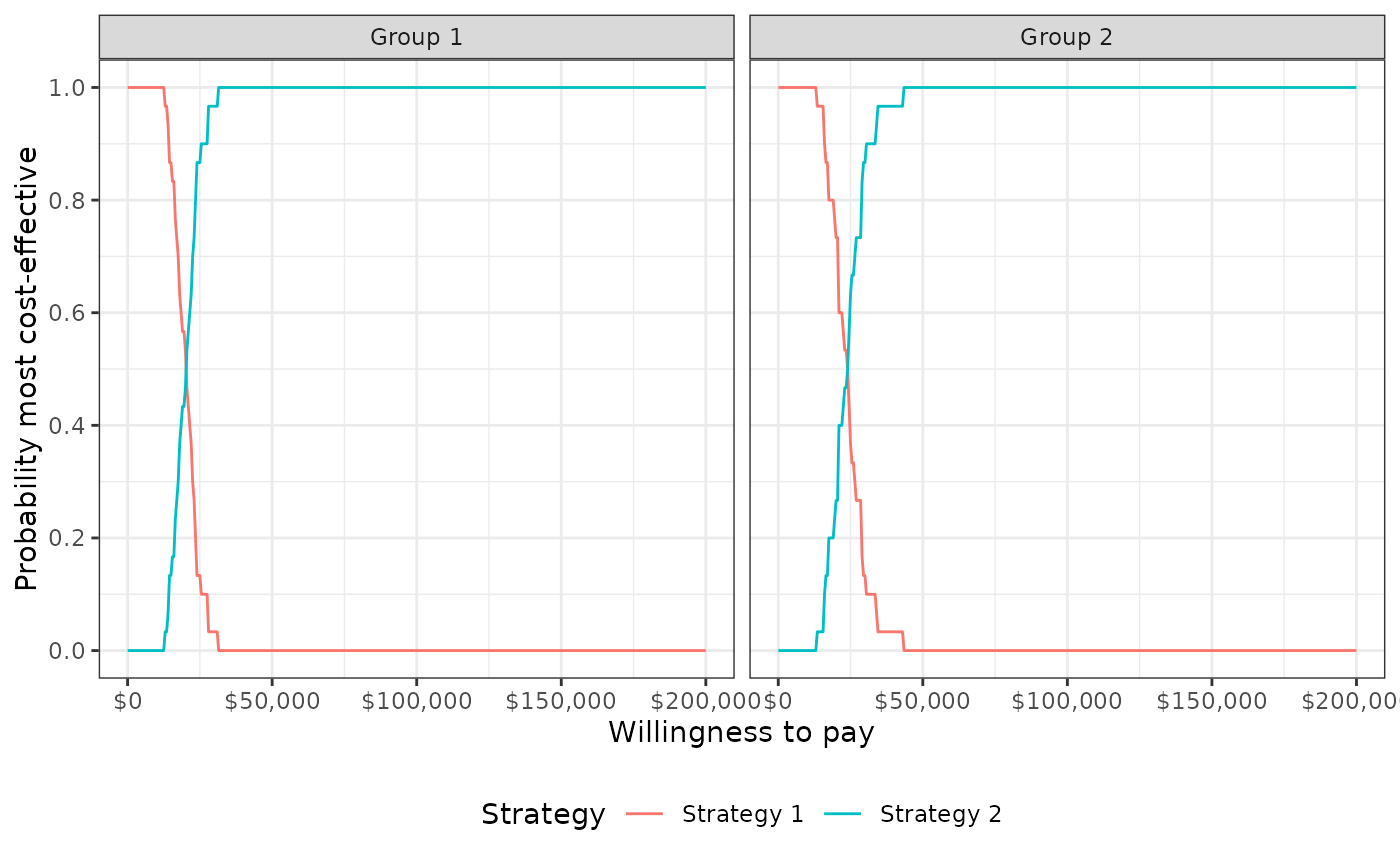 Group 1
Group 2
Probability most cost-effective
1.0
0.8
0.6
0.4
0.2
0.0
$0 $50,000 $100,000 $150,000 $200,000 $0 $50,000 $100,000 $150,000 $200,00
Willingness to pay
Strategy Strategy 1 Strategy 2